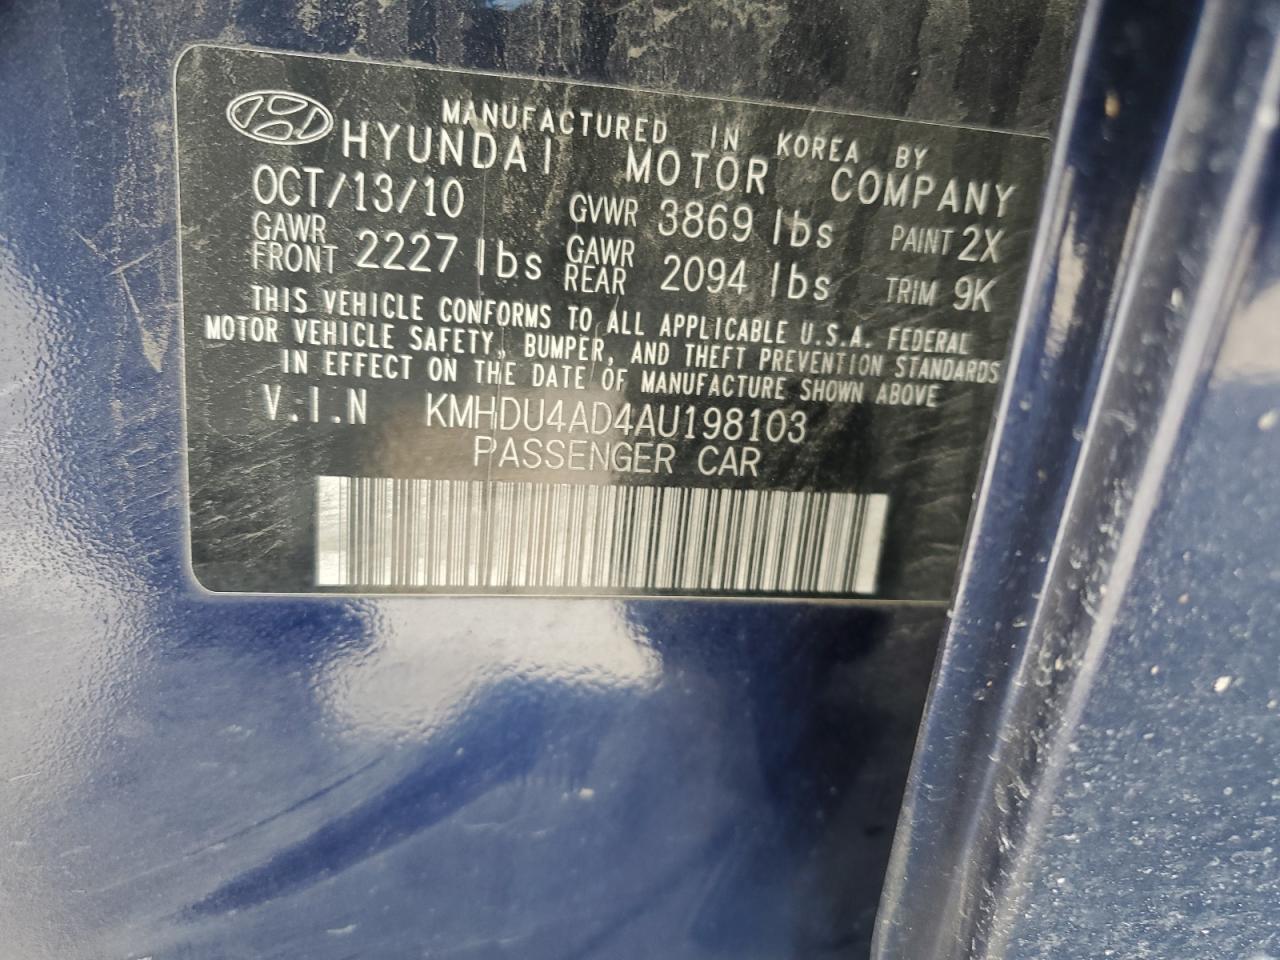 MANUFACTURED IN KOREA BY
HYUNDAI MOTOR COMPANY
OCT/13/10 GVWR 3869 lbs PAINT 2X
GAWR FRONT 2227 lbs GAWR REAR 2094 lbs TRIM 9K
THIS VEHICLE CONFORMS TO ALL APPLICABLE U.S.A. FEDERAL
MOTOR VEHICLE SAFETY, BUMPER, AND THEFT PREVENTION STANDARDS
IN EFFECT ON THE DATE OF MANUFACTURE SHOWN ABOVE
V.I.N KMHDU4AD4AU198103
PASSENGER CAR